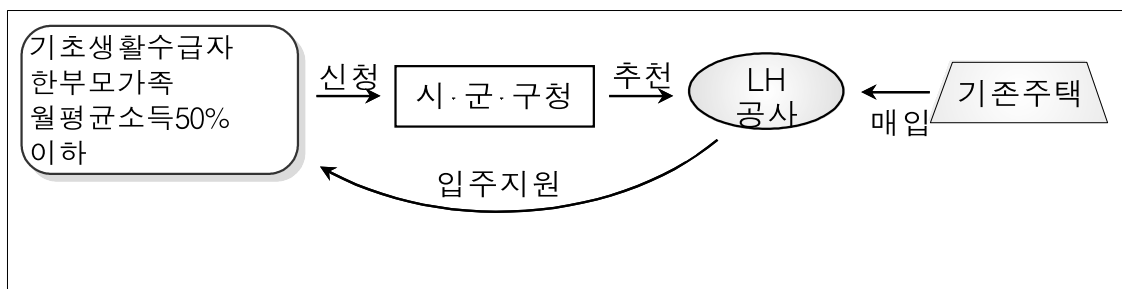 기초생활수급자
한부모가족
월평균소득50%
이하
신청
시·군·구청
추천
LH
공사
매입
기존주택
입주지원